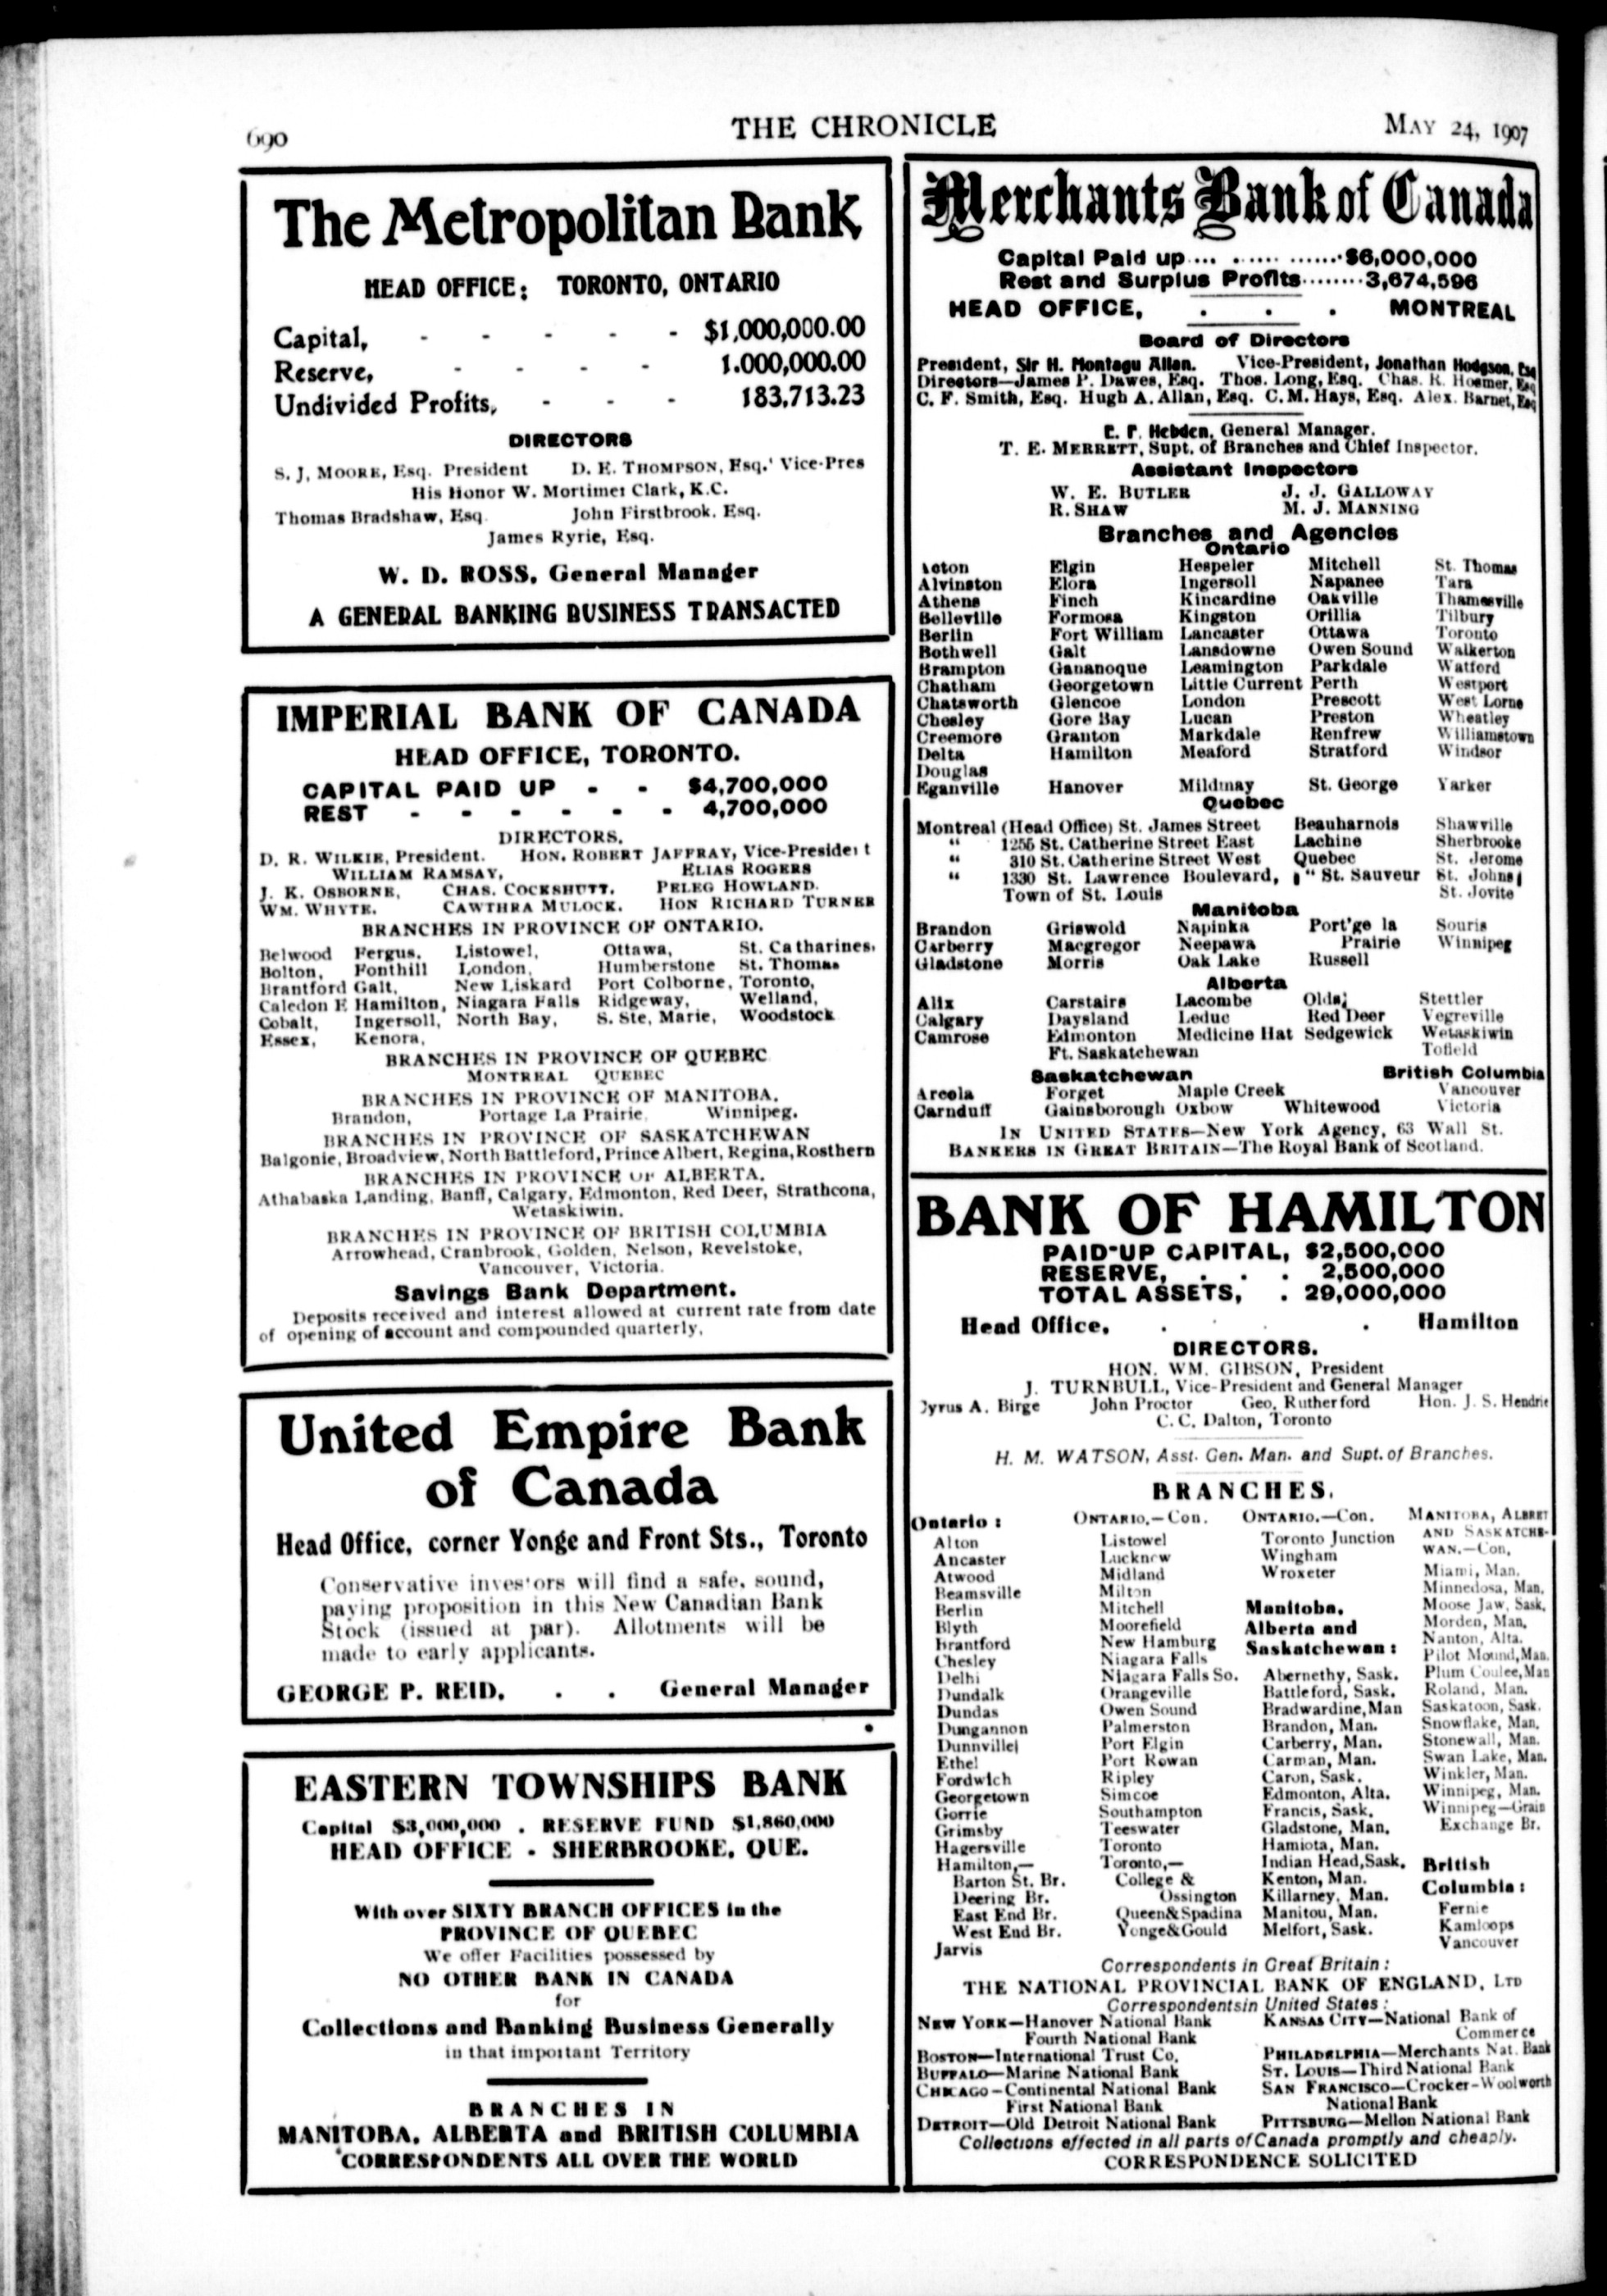 690
THE CHRONICLE
MAY 24, 1907
The Metropolitan Bank
HEAD OFFICE; TORONTO, ONTARIO
Capital, - - - - - $1,000,000.00
Reserve, - - - - 1.000,000.00
Undivided Profits, - - - 183,713.23
DIRECTORS
S. J. MOORE, Esq. President D. E. THOMPSON, Esq. Vice-Pres
His Honor W. Mortimer Clark, K.C.
Thomas Bradshaw, Esq. John Firstbrook. Esq.
James Ryrie, Esq.
W. D. ROSS, General Manager
A GENERAL BANKING BUSINESS TRANSACTED
IMPERIAL BANK OF CANADA
HEAD OFFICE, TORONTO.
CAPITAL PAID UP - - $4,700,000
REST - - - - - - 4,700,000
DIRECTORS.
D. R. WILKIE, President. HON. ROBERT JAFFRAY, Vice-President
WILLIAM RAMSAY, ELIAS ROGERS
J. K. OSBORNE, CHAS. COCKSHUTT. PELEG HOWLAND.
WM. WHYTE. CAWTHRA MULOCK. HON RICHARD TURNER
BRANCHES IN PROVINCE OF ONTARIO.
Belwood Fergus. Listowel, Ottawa, St. Catharines.
Bolton, Fonthill London, Humberstone St. Thomas
Brantford Galt, New Liskard Port Colborne, Toronto,
Caledon E Hamilton, Niagara Falls Ridgeway, Welland,
Cobalt, Ingersoll, North Bay, S. Ste, Marie, Woodstock
Essex, Kenora,
BRANCHES IN PROVINCE OF QUEBEC
MONTREAL QUEBEC
BRANCHES IN PROVINCE OF MANITOBA.
Brandon, Portage La Prairie, Winnipeg.
BRANCHES IN PROVINCE OF SASKATCHEWAN
Balgonie, Broadview, North Battleford, Prince Albert, Regina, Rosthern
BRANCHES IN PROVINCE OF ALBERTA.
Athabaska Landing, Banff, Calgary, Edmonton, Red Deer, Strathcona,
Wetaskiwin.
BRANCHES IN PROVINCE OF BRITISH COLUMBIA
Arrowhead, Cranbrook, Golden, Nelson, Revelstoke,
Vancouver, Victoria.
Savings Bank Department.
Deposits received and interest allowed at current rate from date
of opening of account and compounded quarterly.
United Empire Bank
of Canada
Head Office, corner Yonge and Front Sts., Toronto
Conservative investors will find a safe, sound,
paying proposition in this New Canadian Bank
Stock (issued at par). Allotments will be
made to early applicants.
GEORGE P. REID, . . General Manager
EASTERN TOWNSHIPS BANK
Capital $3,000,000 . RESERVE FUND $1,860,000
HEAD OFFICE - SHERBROOKE, QUE.
With over SIXTY BRANCH OFFICES in the
PROVINCE OF QUEBEC
We offer Facilities possessed by
NO OTHER BANK IN CANADA
for
Collections and Banking Business Generally
in that important Territory
BRANCHES IN
MANITOBA, ALBERTA and BRITISH COLUMBIA
CORRESPONDENTS ALL OVER THE WORLD
Merchants Bank of Canada
Capital Paid up ... ...... ......$6,000,000
Rest and Surplus Profits........3,674,596
HEAD OFFICE, . . . MONTREAL
Board of Directors
President, Sir H. Montagu Allan. Vice-President, Jonathan Hodgson, Esq
Directors—James P. Dawes, Esq. Thos. Long, Esq. Chas. R. Hosmer, Esq
C. F. Smith, Esq. Hugh A. Allan, Esq. C. M. Hays, Esq. Alex. Barnet, Esq
E. F. Hebden, General Manager.
T. E. MERRETT, Supt. of Branches and Chief Inspector.
Assistant Inspectors
W. E. BUTLER J. J. GALLOWAY
R. SHAW M. J. MANNING
Branches and Agencies
Ontario
Acton Elgin Hespeler Mitchell St. Thomas
Alvinston Elora Ingersoll Napanee Tara
Athens Finch Kincardine Oakville Thamesville
Belleville Formosa Kingston Orillia Tilbury
Berlin Fort William Lancaster Ottawa Toronto
Bothwell Galt Lansdowne Owen Sound Walkerton
Brampton Gananoque Leamington Parkdale Watford
Chatham Georgetown Little Current Perth Westport
Chatsworth Glencoe London Prescott West Lorne
Chesley Gore Bay Lucan Preston Wheatley
Creemore Granton Markdale Renfrew Williamstown
Delta Hamilton Meaford Stratford Windsor
Douglas
Eganville Hanover Mildmay St. George Yarker
Quebec
Montreal (Head Office) St. James Street Beauharnois Shawville
“ 1255 St. Catherine Street East Lachine Sherbrooke
“ 310 St. Catherine Street West Quebec St. Jerome
“ 1330 St. Lawrence Boulevard, “ St. Sauveur St. Johns
Town of St. Louis St. Jovite
Manitoba
Brandon Griswold Napinka Port'ge la Souris
Carberry Macgregor Neepawa Prairie Winnipeg
Gladstone Morris Oak Lake Russell
Alberta
Alix Carstairs Lacombe Olds Stettler
Calgary Daysland Leduc Red Deer Vegreville
Camrose Edmonton Medicine Hat Sedgewick Wetaskiwin
Ft. Saskatchewan Tofield
Saskatchewan British Columbia
Arcola Forget Maple Creek Vancouver
Carnduff Gainsborough Oxbow Whitewood Victoria
IN UNITED STATES—New York Agency, 63 Wall St.
BANKERS IN GREAT BRITAIN—The Royal Bank of Scotland.
BANK OF HAMILTON
PAID-UP CAPITAL, $2,500,000
RESERVE, . . . 2,500,000
TOTAL ASSETS, . 29,000,000
Head Office, . . . Hamilton
DIRECTORS.
HON. WM. GIBSON, President
J. TURNBULL, Vice-President and General Manager
Cyrus A. Birge John Proctor Geo. Rutherford Hon. J. S. Hendrie
C. C. Dalton, Toronto
H. M. WATSON, Asst. Gen. Man. and Supt. of Branches.
BRANCHES.
Ontario :
Alton
Ancaster
Atwood
Beamsville
Berlin
Blyth
Brantford
Chesley
Delhi
Dundalk
Dundas
Dungannon
Dunnville
Ethel
Fordwich
Georgetown
Gorrie
Grimsby
Hagersville
Hamilton,—
Barton St. Br.
Deering Br.
East End Br.
West End Br.
Jarvis
ONTARIO.—Con.
Listowel
Lucknow
Midland
Milton
Mitchell
Moorefield
New Hamburg
Niagara Falls
Niagara Falls So.
Orangeville
Owen Sound
Palmerston
Port Elgin
Port Rowan
Ripley
Simcoe
Southampton
Teeswater
Toronto
Toronto,—
College &
Ossington
Queen&Spadina
Yonge&Gould
ONTARIO.—Con.
Toronto Junction
Wingham
Wroxeter
Manitoba.
Alberta and
Saskatchewan :
Abernethy, Sask.
Battleford, Sask.
Bradwardine, Man
Brandon, Man.
Carberry, Man.
Carman, Man.
Caron, Sask.
Edmonton, Alta.
Francis, Sask.
Gladstone, Man.
Hamiota, Man.
Indian Head, Sask.
Kenton, Man.
Killarney, Man.
Manitou, Man.
Melfort, Sask.
MANITOBA, ALBRET
AND SASKATCHE-
WAN.—Con,
Miami, Man.
Minnedosa, Man.
Moose Jaw, Sask.
Morden, Man.
Nanton, Alta.
Pilot Mound, Man.
Plum Coulee, Man
Roland, Man.
Saskatoon, Sask.
Snowflake, Man.
Stonewall, Man.
Swan Lake, Man.
Winkler, Man.
Winnipeg, Man.
Winnipeg—Grain
Exchange Br.
British
Columbia :
Fernie
Kamloops
Vancouver
Correspondents in Great Britain :
THE NATIONAL PROVINCIAL BANK OF ENGLAND, LTD
Correspondentsin United States :
NEW YORK—Hanover National Bank
Fourth National Bank
BOSTON—International Trust Co.
BUFFALO—Marine National Bank
CHICAGO—Continental National Bank
First National Bank
DETROIT—Old Detroit National Bank
KANSAS CITY—National Bank of
Commerce
PHILADELPHIA—Merchants Nat. Bank
ST. LOUIS—Third National Bank
SAN FRANCISCO—Crocker-Woolworth
National Bank
PITTSBURG—Mellon National Bank
Collections effected in all parts of Canada promptly and cheaply.
CORRESPONDENCE SOLICITED